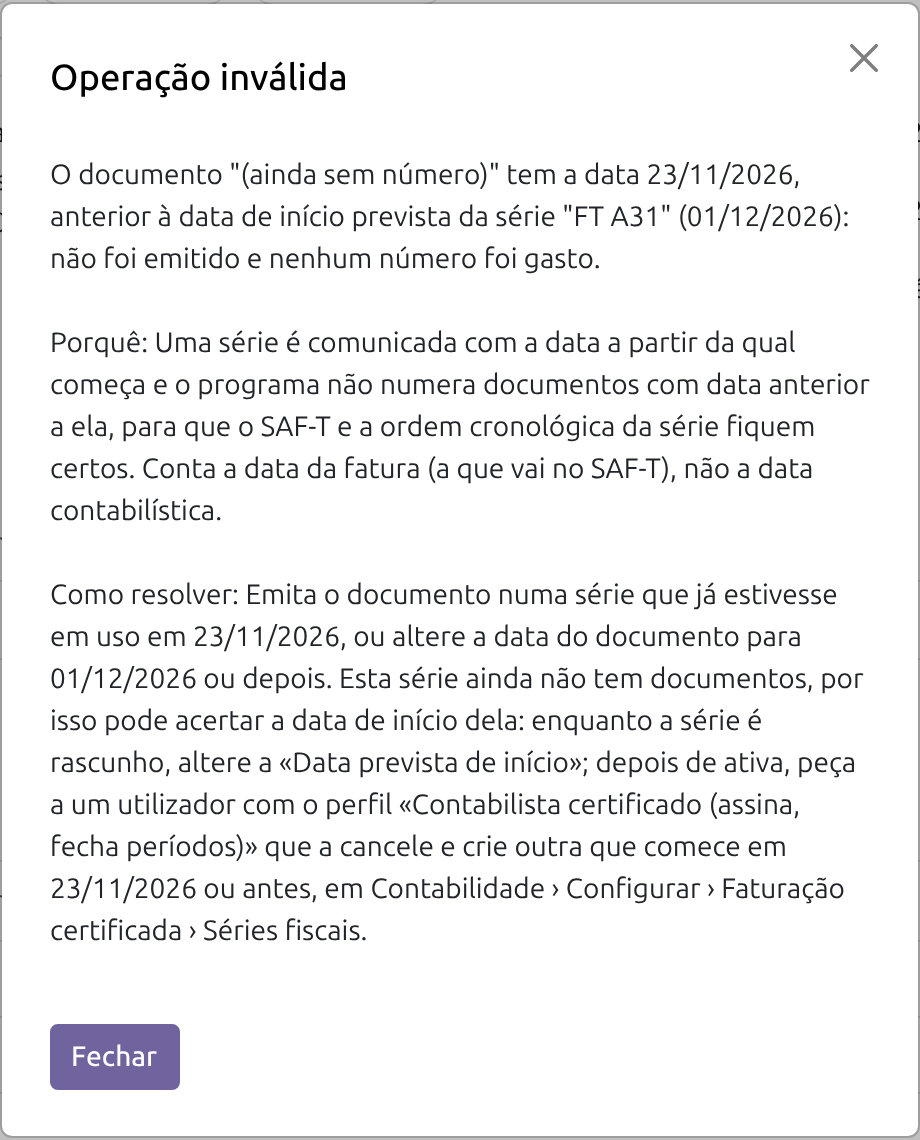 Operação inválida
O documento "(ainda sem número)" tem a data 23/11/2026,
anterior à data de início prevista da série "FT A31" (01/12/2026):
não foi emitido e nenhum número foi gasto.
Porquê: Uma série é comunicada com a data a partir da qual
começa e o programa não numera documentos com data anterior
a ela, para que o SAF-T e a ordem cronológica da série fiquem
certos. Conta a data da fatura (a que vai no SAF-T), não a data
contabilística.
Como resolver: Emita o documento numa série que já estivesse
em uso em 23/11/2026, ou altere a data do documento para
01/12/2026 ou depois. Esta série ainda não tem documentos, por
isso pode acertar a data de início dela: enquanto a série é
rascunho, altere a «Data prevista de início»; depois de ativa, peça
a um utilizador com o perfil «Contabilista certificado (assina,
fecha períodos)» que a cancele e crie outra que comece em
23/11/2026 ou antes, em Contabilidade › Configurar › Faturação
certificada › Séries fiscais.
Fechar